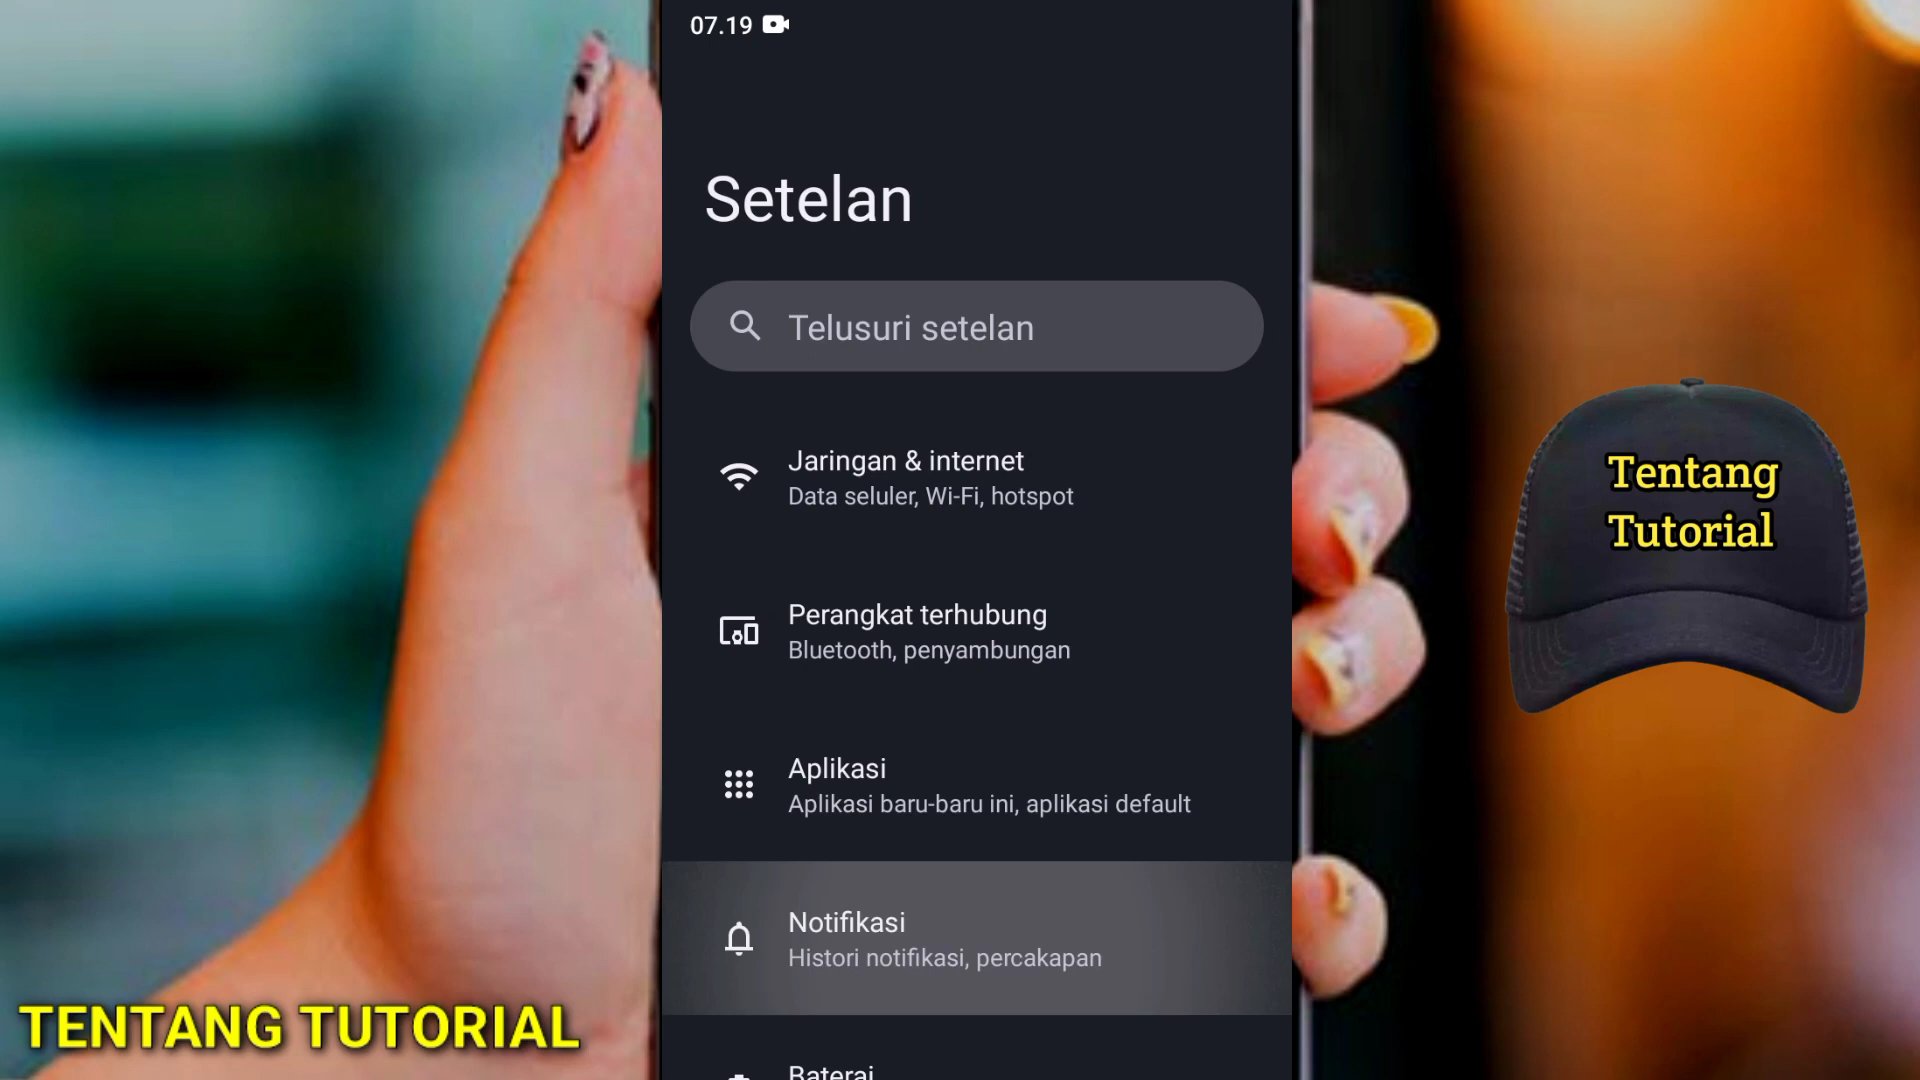 07.19
Setelan
Telusuri setelan
Jaringan & internet
Data seluler, Wi-Fi, hotspot
Perangkat terhubung
Bluetooth, penyambungan
Aplikasi
Aplikasi baru-baru ini, aplikasi default
Notifikasi
Histori notifikasi, percakapan
Baterai
Tentang
Tutorial
TENTANG TUTORIAL